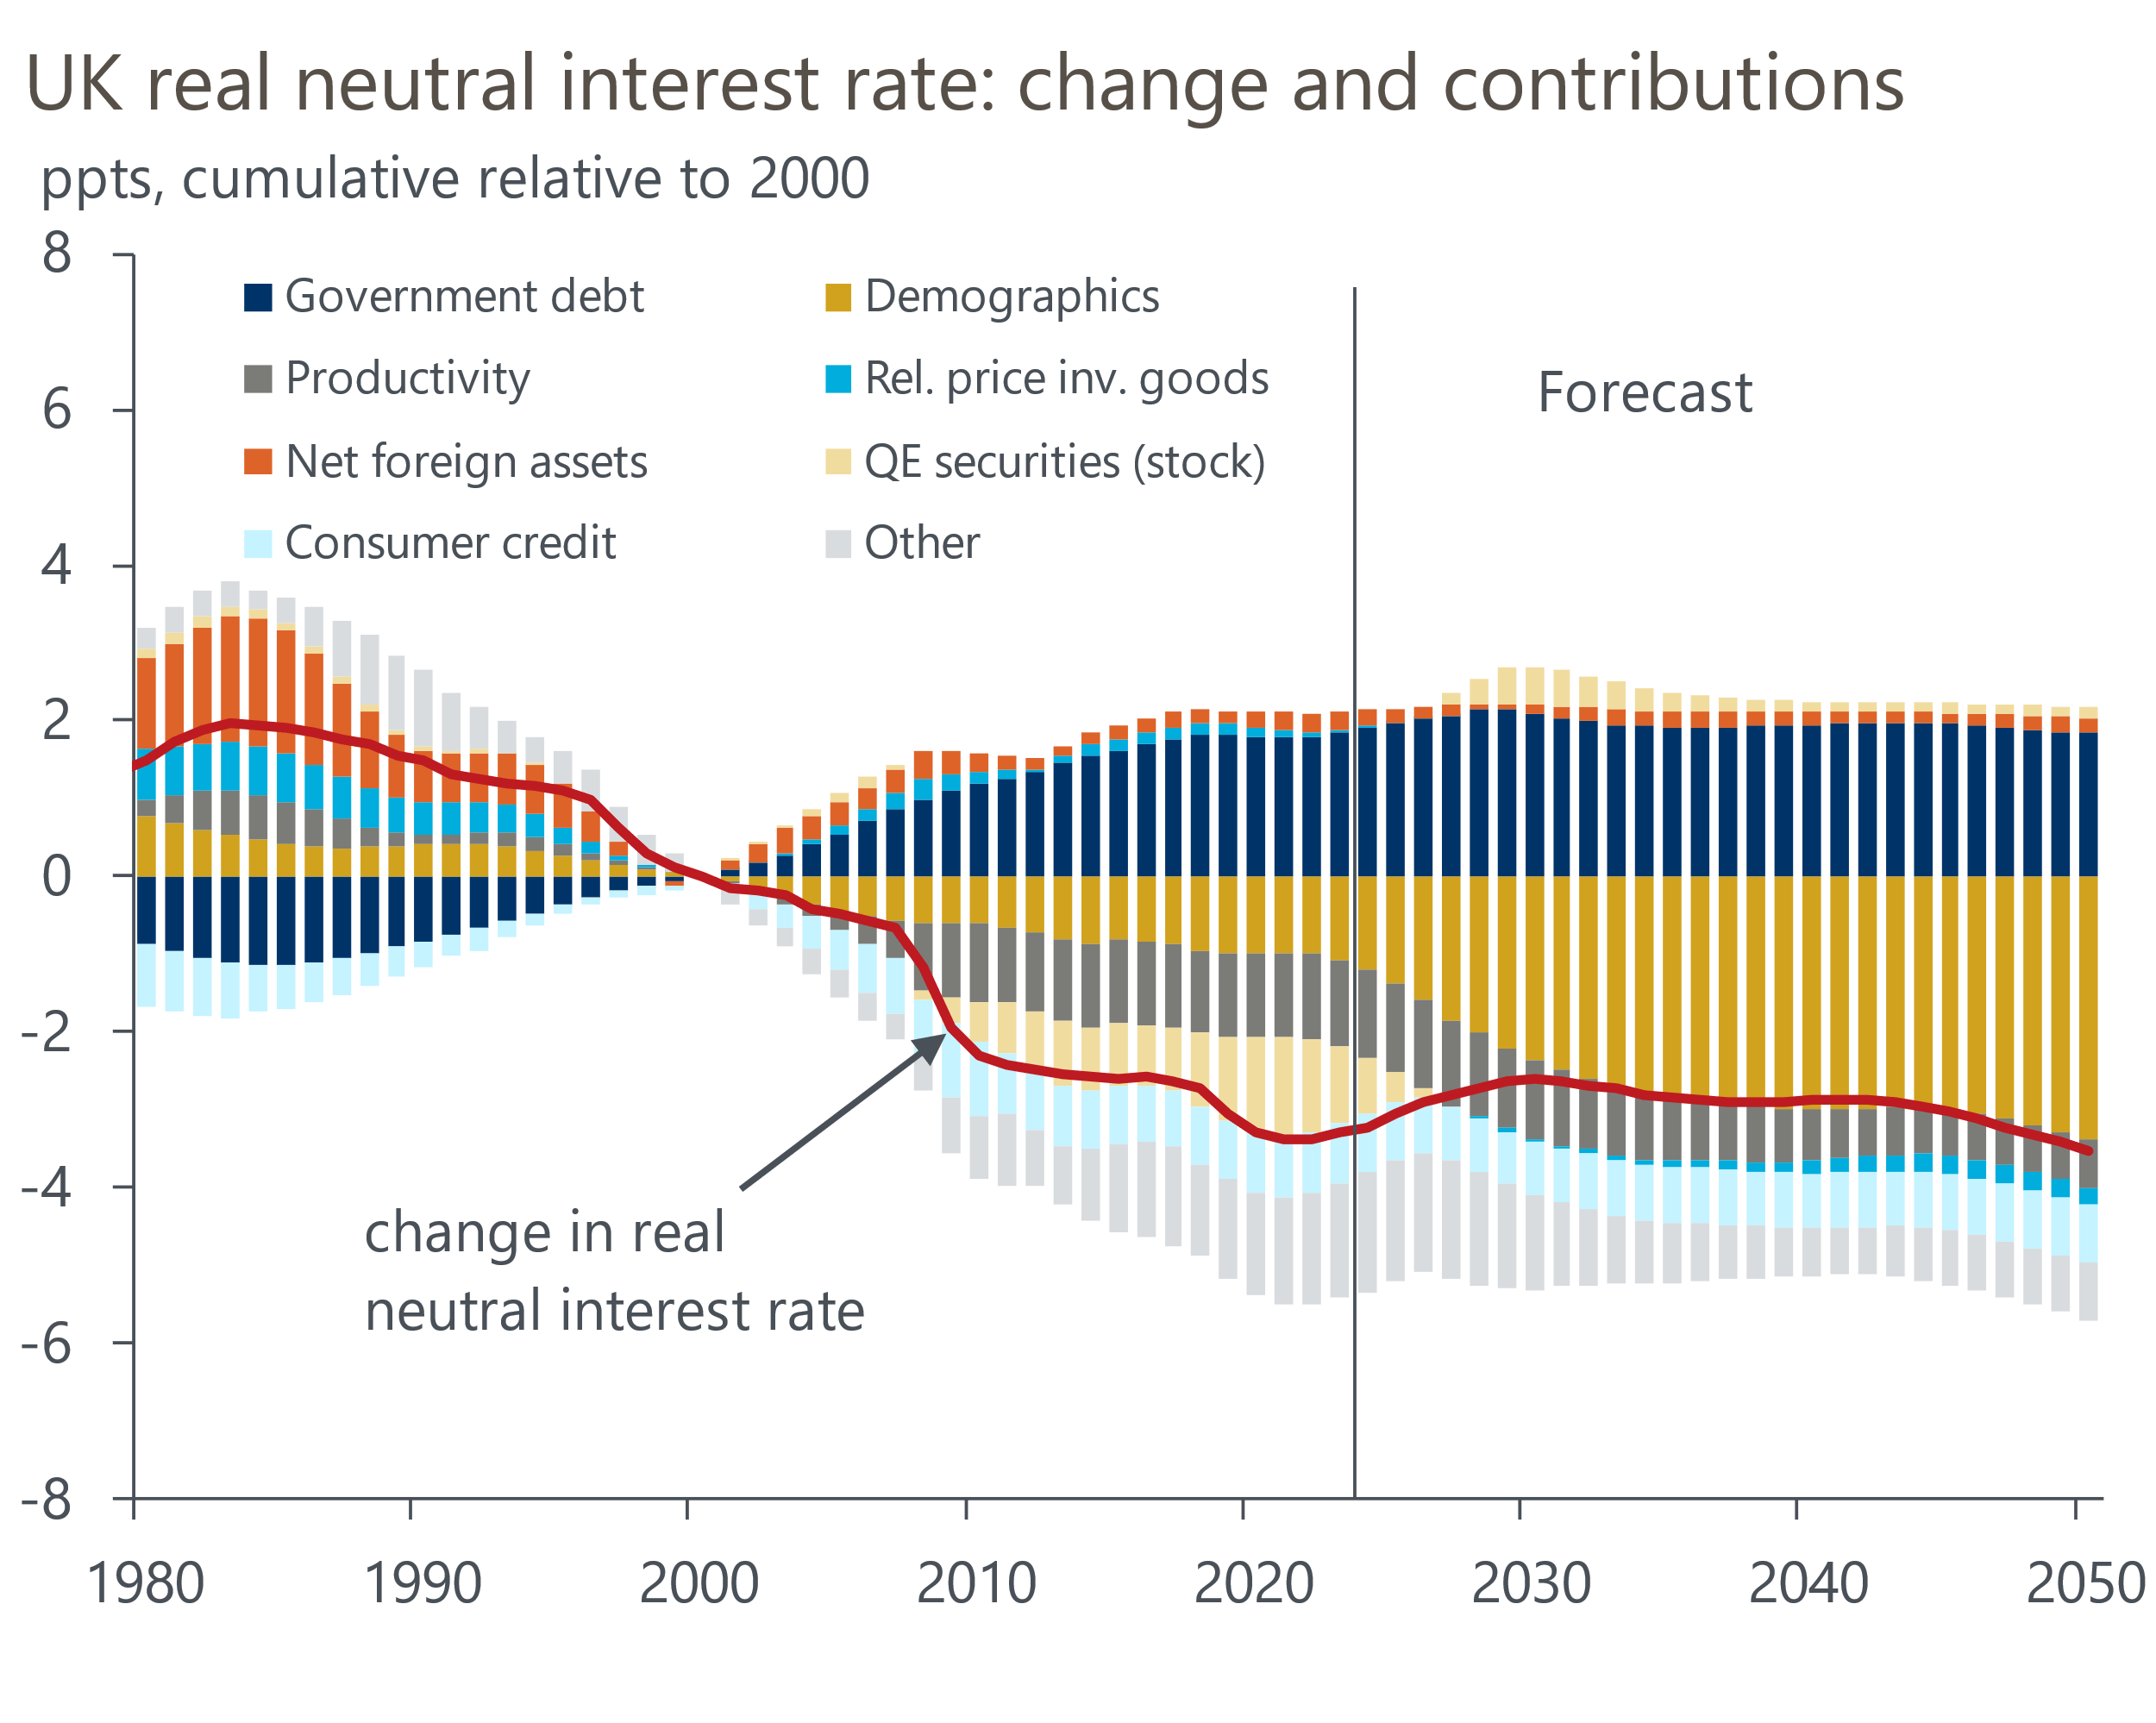 UK real neutral interest rate: change and contributions
ppts, cumulative relative to 2000
8
Government debt
Demographics
Productivity
Rel. price inv. goods
Forecast
6
Net foreign assets
QE securities (stock)
Consumer credit
Other
4
2
0
-2
-4
change in real
neutral interest rate
-6
-8
1980 1990 2000 2010 2020 2030 2040 2050